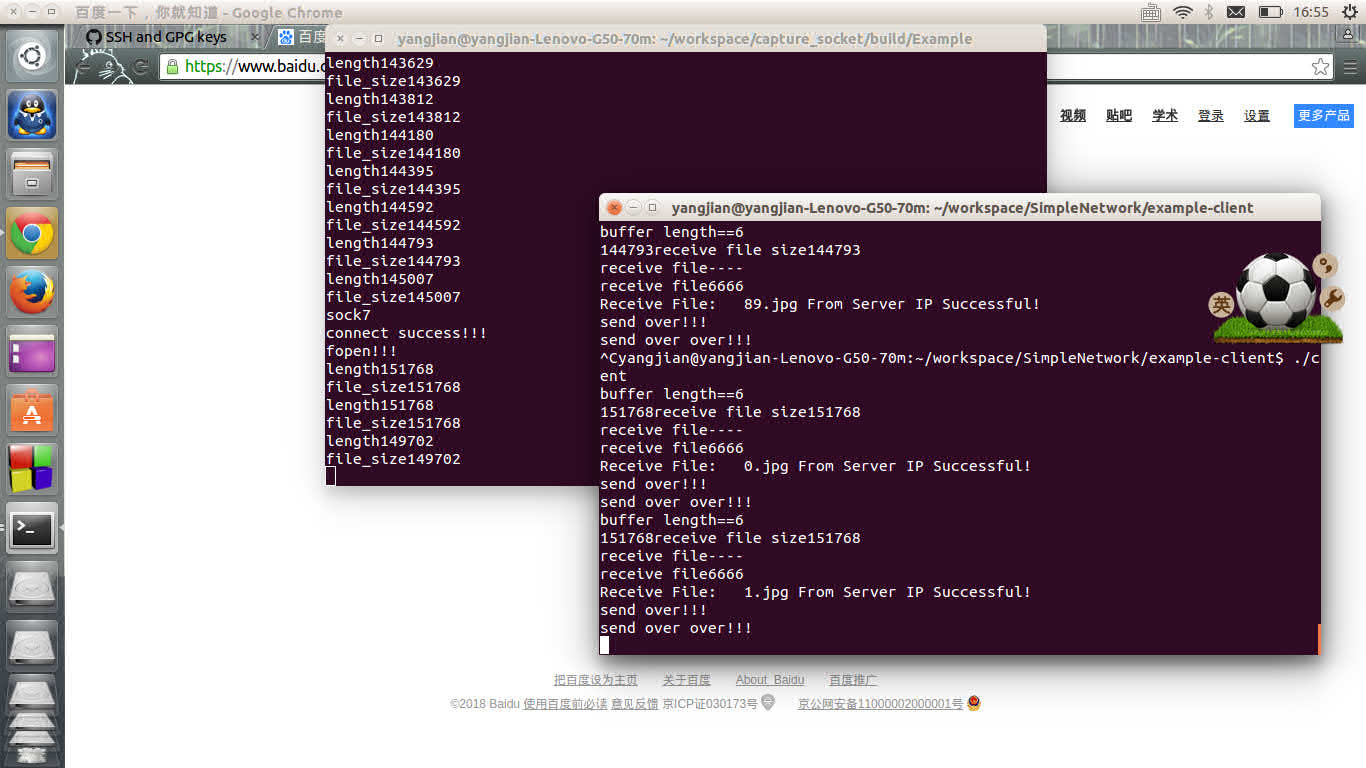 百度一下，你就知道 - Google Chrome
16:55
SSH and GPG keys
×
百度
https://www.baidu.c
视频
贴吧
学术
登录
设置
更多产品
yangjian@yangjian-Lenovo-G50-70m: ~/workspace/capture_socket/build/Example
length143629
file_size143629
length143812
file_size143812
length144180
file_size144180
length144395
file_size144395
length144592
file_size144592
length144793
file_size144793
length145007
file_size145007
sock7
connect success!!!
fopen!!!
length151768
file_size151768
length151768
file_size151768
length149702
file_size149702
yangjian@yangjian-Lenovo-G50-70m: ~/workspace/SimpleNetwork/example-client
buffer length==6
144793receive file size144793
receive file----
receive file6666
Receive File:   89.jpg From Server IP Successful!
send over!!!
send over over!!!
^Cyangjian@yangjian-Lenovo-G50-70m:~/workspace/SimpleNetwork/example-client$ ./c
ent
buffer length==6
151768receive file size151768
receive file----
receive file6666
Receive File:   0.jpg From Server IP Successful!
send over!!!
send over over!!!
buffer length==6
151768receive file size151768
receive file----
receive file6666
Receive File:   1.jpg From Server IP Successful!
send over!!!
send over over!!!
英
把百度设为主页 关于百度 About Baidu 百度推广
©2018 Baidu 使用百度前必读 意见反馈 京ICP证030173号 京公网安备11000002000001号